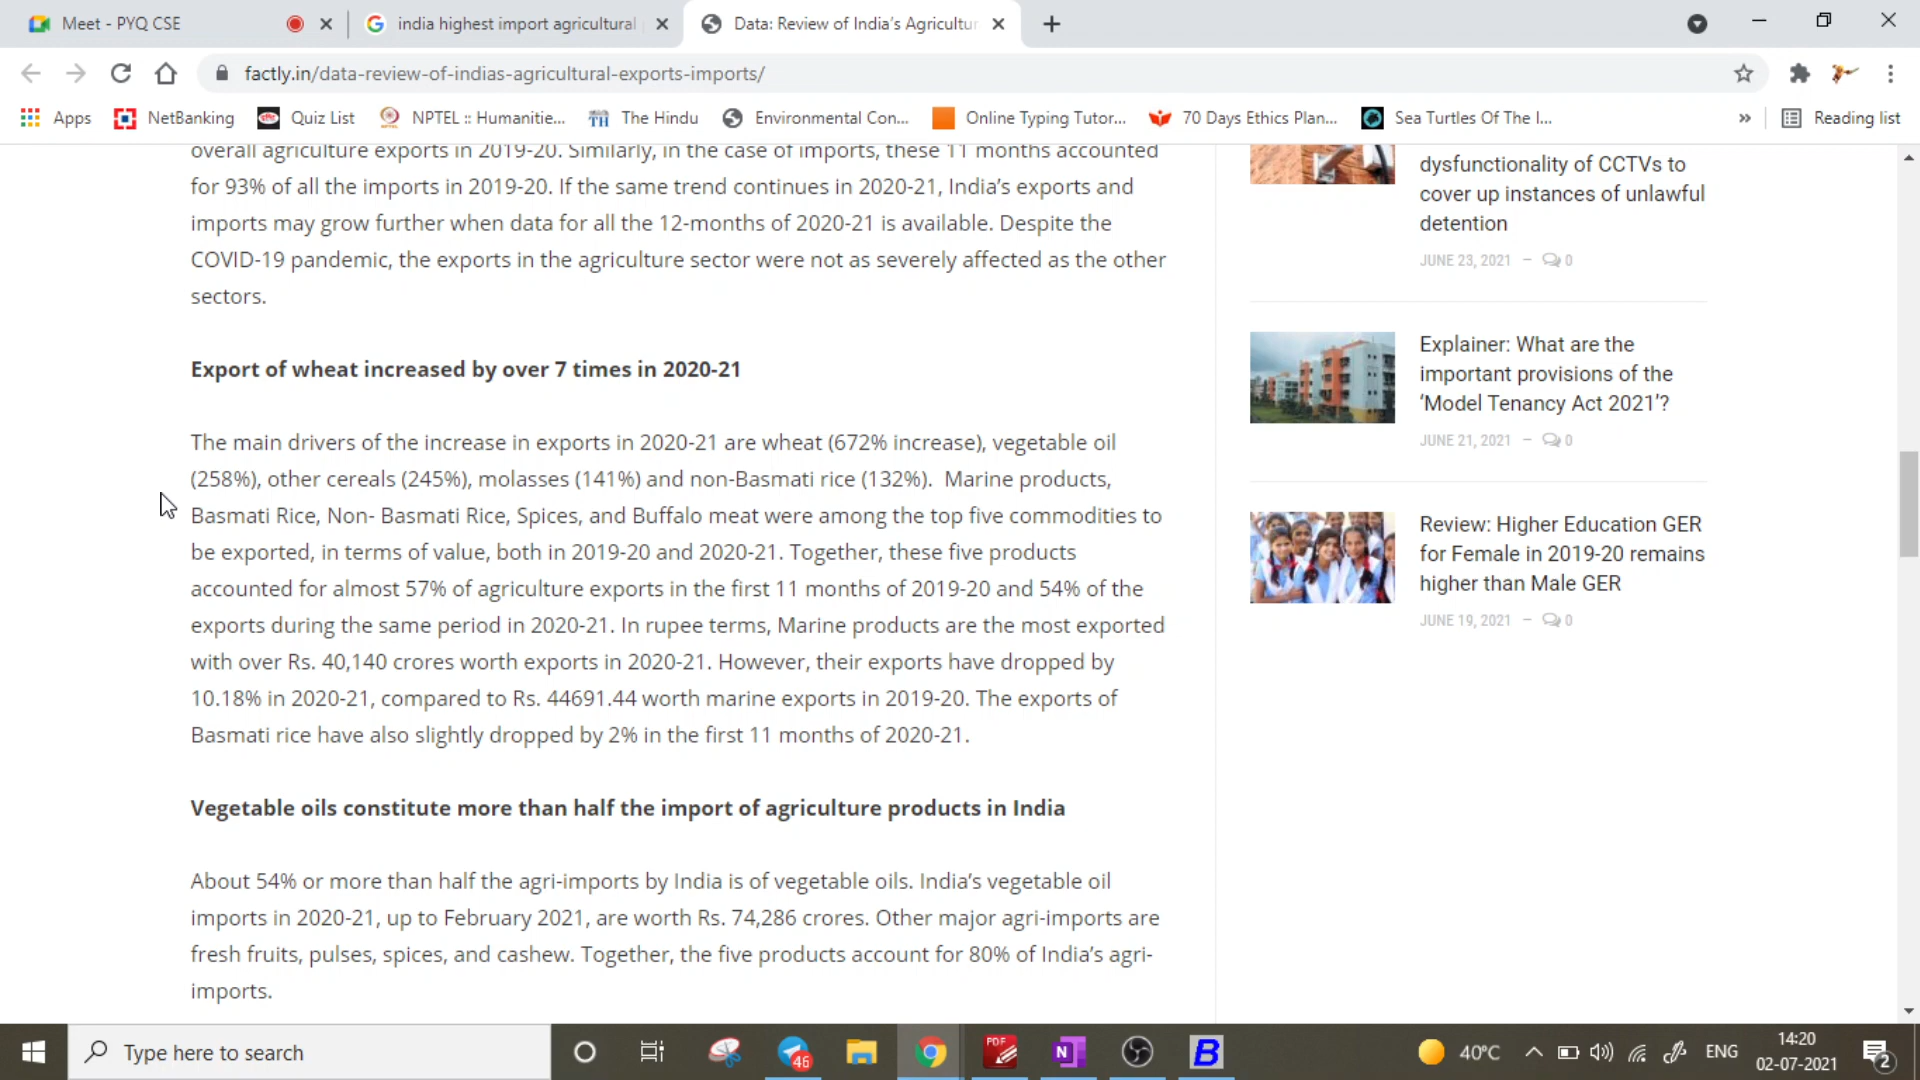 Meet - PYQ CSE
india highest import agricultural
Data: Review of India's Agricultur
factly.in/data-review-of-indias-agricultural-exports-imports/
Apps
NetBanking
Quiz List
NPTEL :: Humanitie...
The Hindu
Environmental Con...
Online Typing Tutor...
70 Days Ethics Plan...
Sea Turtles Of The I...
»
Reading list
overall agriculture exports in 2019-20. Similarly, in the case of imports, these 11 months accounted
for 93% of all the imports in 2019-20. If the same trend continues in 2020-21, India's exports and
imports may grow further when data for all the 12-months of 2020-21 is available. Despite the
COVID-19 pandemic, the exports in the agriculture sector were not as severely affected as the other
sectors.
Export of wheat increased by over 7 times in 2020-21
The main drivers of the increase in exports in 2020-21 are wheat (672% increase), vegetable oil
(258%), other cereals (245%), molasses (141%) and non-Basmati rice (132%). Marine products,
Basmati Rice, Non- Basmati Rice, Spices, and Buffalo meat were among the top five commodities to
be exported, in terms of value, both in 2019-20 and 2020-21. Together, these five products
accounted for almost 57% of agriculture exports in the first 11 months of 2019-20 and 54% of the
exports during the same period in 2020-21. In rupee terms, Marine products are the most exported
with over Rs. 40,140 crores worth exports in 2020-21. However, their exports have dropped by
10.18% in 2020-21, compared to Rs. 44691.44 worth marine exports in 2019-20. The exports of
Basmati rice have also slightly dropped by 2% in the first 11 months of 2020-21.
Vegetable oils constitute more than half the import of agriculture products in India
About 54% or more than half the agri-imports by India is of vegetable oils. India's vegetable oil
imports in 2020-21, up to February 2021, are worth Rs. 74,286 crores. Other major agri-imports are
fresh fruits, pulses, spices, and cashew. Together, the five products account for 80% of India's agri-
imports.
dysfunctionality of CCTVs to
cover up instances of unlawful
detention
JUNE 23, 2021 – 0
Explainer: What are the
important provisions of the
'Model Tenancy Act 2021'?
JUNE 21, 2021 – 0
Review: Higher Education GER
for Female in 2019-20 remains
higher than Male GER
JUNE 19, 2021 – 0
Type here to search
46
PDF
N
B
40°C
ENG
14:20
02-07-2021
2